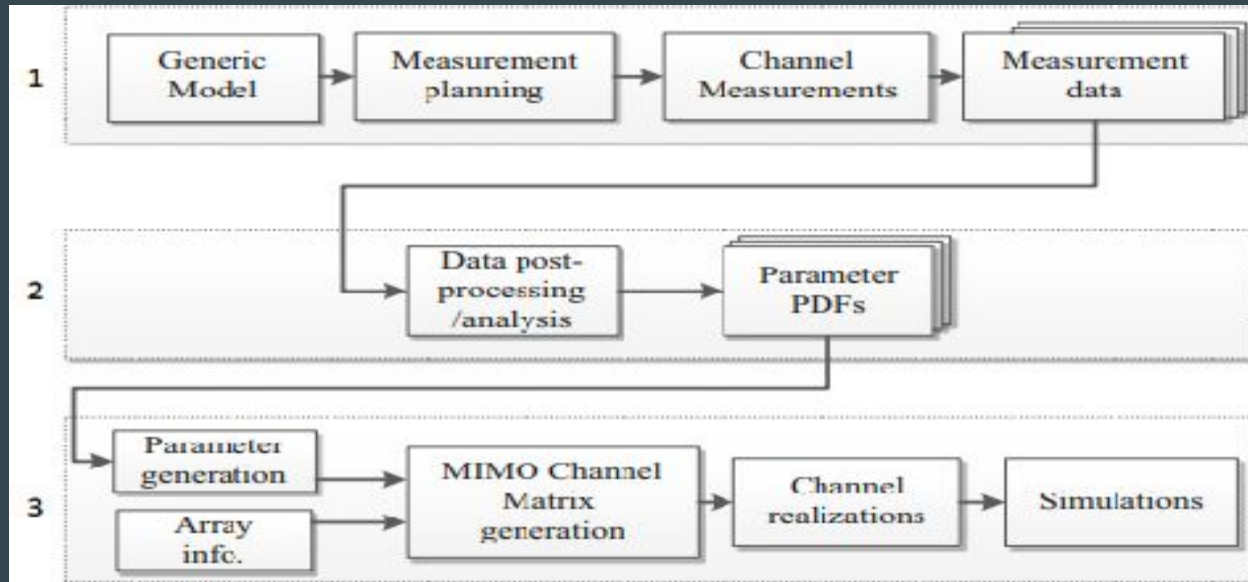 1
Generic
Model
Measurement
planning
Channel
Measurements
Measurement
data
2
Data post-
processing
/analysis
Parameter
PDFs
3
Parameter
generation
Array
info.
MIMO Channel
Matrix
generation
Channel
realizations
Simulations